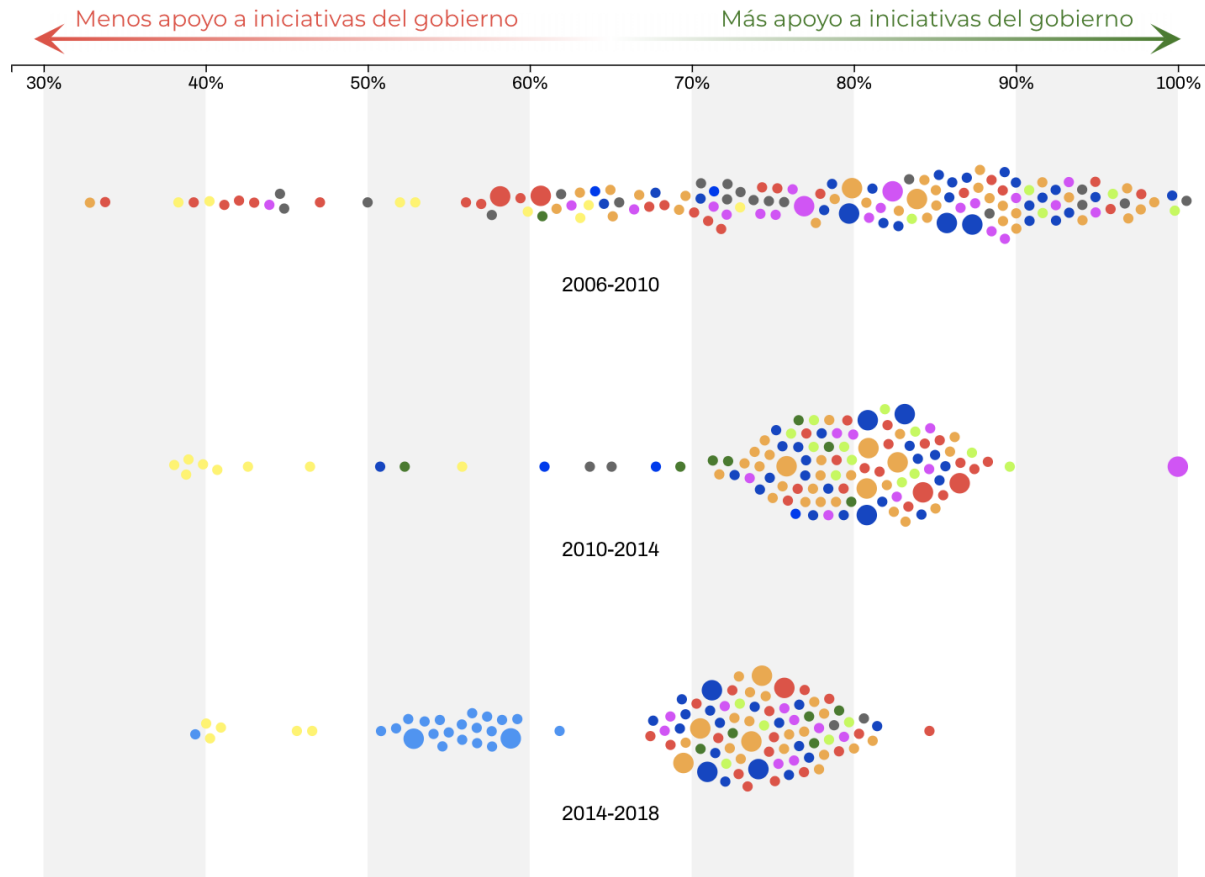 Menos apoyo a iniciativas del gobierno
Más apoyo a iniciativas del gobierno
30% 40% 50% 60% 70% 80% 90% 100%
2006-2010
2010-2014
2014-2018